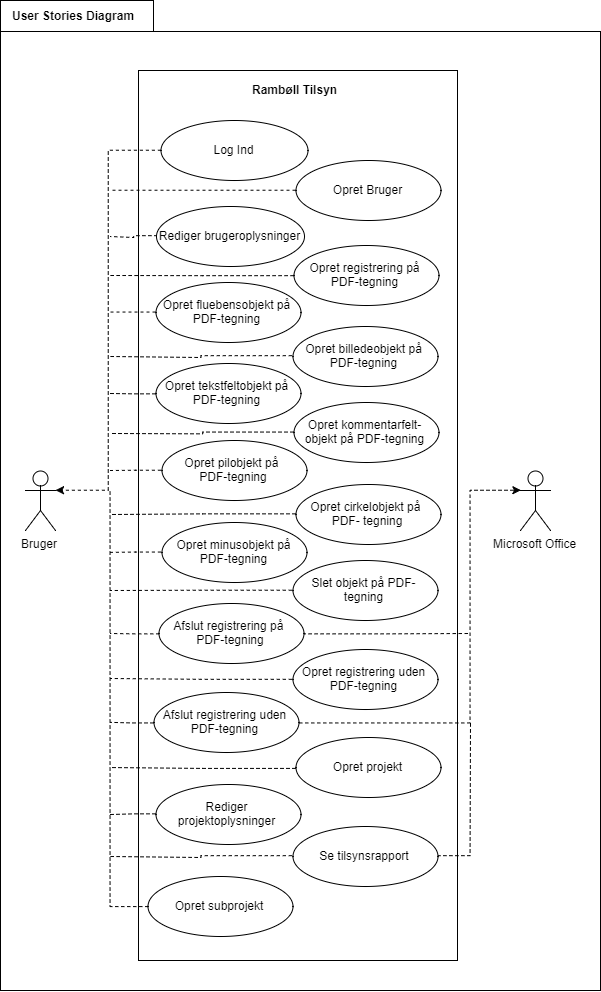 User Stories Diagram
Rambøll Tilsyn
Log Ind
Opret Bruger
Rediger brugeroplysninger
Opret registrering på
PDF-tegning
Opret fluebensobjekt på
PDF-tegning
Opret billedeobjekt på
PDF-tegning
Opret tekstfeltobjekt på
PDF-tegning
Opret kommentarfelt-
objekt på PDF-tegning
Opret pilobjekt på
PDF-tegning
Opret cirkelobjekt på
PDF- tegning
Bruger
Microsoft Office
Opret minusobjekt på
PDF-tegning
Slet objekt på PDF-
tegning
Afslut registrering på
PDF-tegning
Opret registrering uden
PDF-tegning
Afslut registrering uden
PDF-tegning
Opret projekt
Rediger
projektoplysninger
Se tilsynsrapport
Opret subprojekt